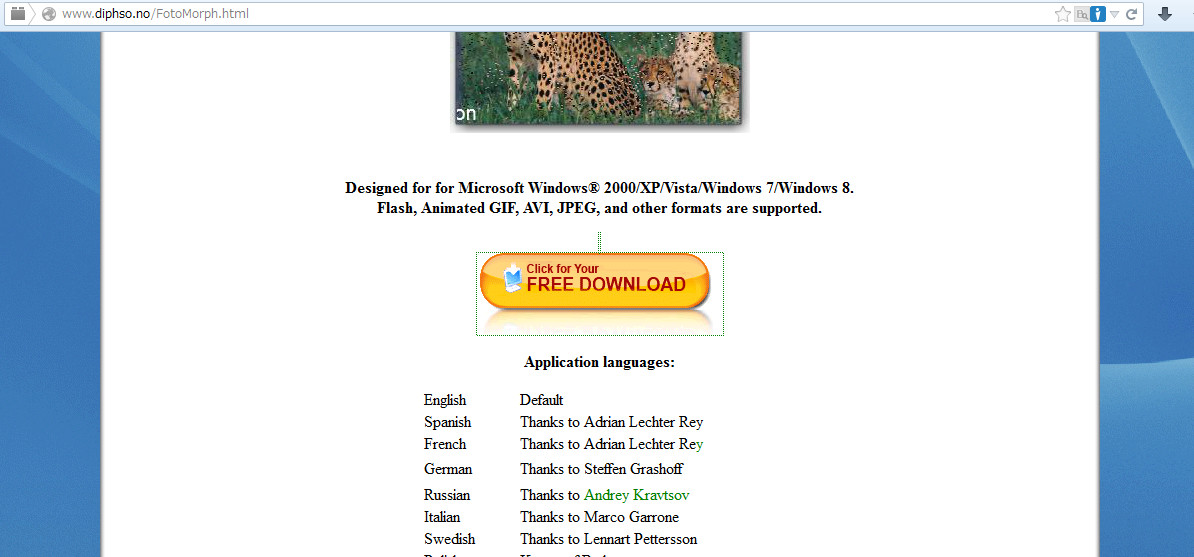 www.diphso.no/FotoMorph.html
on
Designed for for Microsoft Windows® 2000/XP/Vista/Windows 7/Windows 8.
Flash, Animated GIF, AVI, JPEG, and other formats are supported.
Click for Your
FREE DOWNLOAD
Application languages:
English Default
Spanish Thanks to Adrian Lechter Rey
French Thanks to Adrian Lechter Rey
German Thanks to Steffen Grashoff
Russian Thanks to Andrey Kravtsov
Italian Thanks to Marco Garrone
Swedish Thanks to Lennart Pettersson